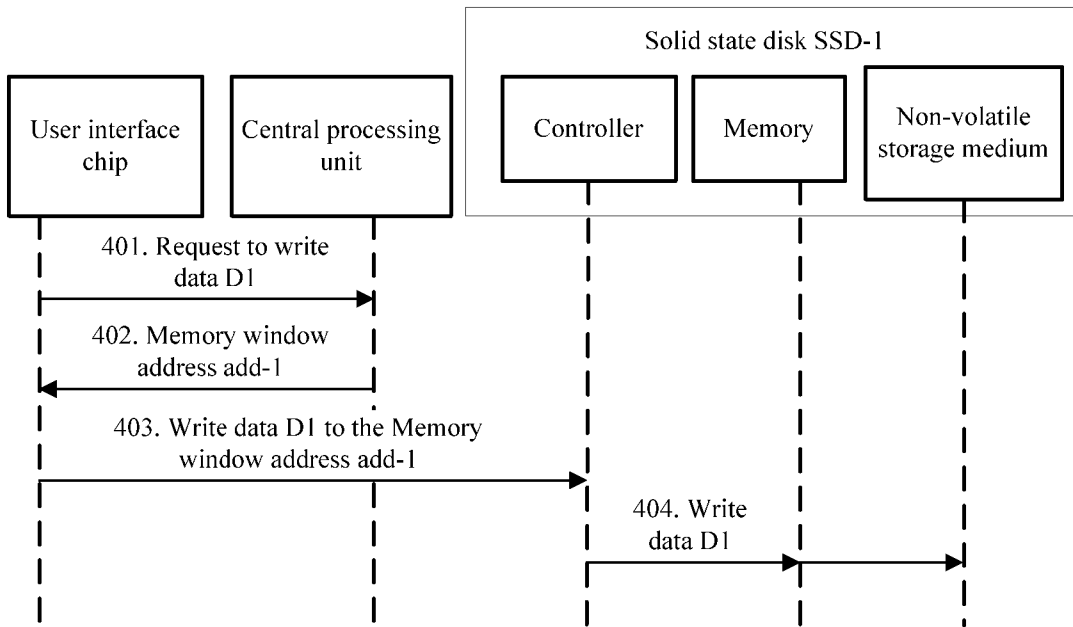 Solid state disk SSD-1
User interface
chip
Central processing
unit
Controller
Memory
Non-volatile
storage medium
401. Request to write
data D1
402. Memory window
address add-1
403. Write data D1 to the Memory
window address add-1
404. Write
data D1